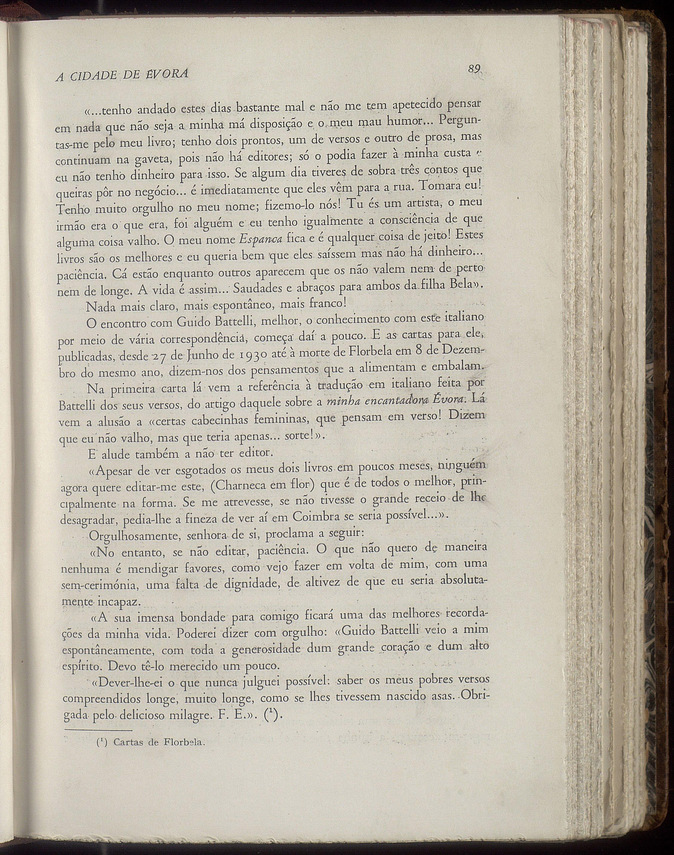 A CIDADE DE ÉVORA
89
«...tenho andado estes dias bastante mal e não me tem apetecido pensar
em nada que não seja a minha má disposição e o meu mau humor... Pergun-
tas-me pelo meu livro; tenho dois prontos, um de versos e outro de prosa, mas
continuam na gaveta, pois não há editores; só o podia fazer à minha custa e
eu não tenho dinheiro para isso. Se algum dia tiveres de sobra três contos que
queiras pôr no negócio... é imediatamente que eles vêm para a rua. Tomara eu!
Tenho muito orgulho no meu nome; fizemo-lo nós! Tu és um artista, o meu
irmão era o que era, foi alguém e eu tenho igualmente a consciência de que
alguma coisa valho. O meu nome Espanca fica e é qualquer coisa de jeito! Estes
livros são os melhores e eu queria bem que eles saíssem mas não há dinheiro...
paciência. Cá estão enquanto outros aparecem que os não valem nem de perto
nem de longe. A vida é assim... Saudades e abraços para ambos da filha Bela».
Nada mais claro, mais espontâneo, mais franco!
O encontro com Guido Battelli, melhor, o conhecimento com este italiano
por meio de vária correspondência, começa daí a pouco. E as cartas para ele,
publicadas, desde 27 de Junho de 1930 até à morte de Florbela em 8 de Dezem-
bro do mesmo ano, dizem-nos dos pensamentos que a alimentam e embalam.
Na primeira carta lá vem a referência à tradução em italiano feita por
Battelli dos seus versos, do artigo daquele sobre a minha encantadora Évora. Lá
vem a alusão a «certas cabecinhas femininas, que pensam em verso! Dizem
que eu não valho, mas que teria apenas... sorte!».
E alude também a não ter editor.
«Apesar de ver esgotados os meus dois livros em poucos meses, ninguém
agora quere editar-me este, (Charneca em flor) que é de todos o melhor, prin-
cipalmente na forma. Se me atrevesse, se não tivesse o grande receio de lhe
desagradar, pedia-lhe a fineza de ver aí em Coimbra se seria possível...».
Orgulhosamente, senhora de si, proclama a seguir:
«No entanto, se não editar, paciência. O que não quero de maneira
nenhuma é mendigar favores, como vejo fazer em volta de mim, com uma
sem-cerimónia, uma falta de dignidade, de altivez de que eu seria absoluta-
mente incapaz.
«A sua imensa bondade para comigo ficará uma das melhores recorda-
ções da minha vida. Poderei dizer com orgulho: «Guido Battelli veio a mim
espontâneamente, com toda a generosidade dum grande coração e dum alto
espírito. Devo tê-lo merecido um pouco.
«Dever-lhe-ei o que nunca julguei possível: saber os meus pobres versos
compreendidos longe, muito longe, como se lhes tivessem nascido asas. Obri-
gada pelo delicioso milagre. F. E.». (¹).
(¹) Cartas de Florbela.